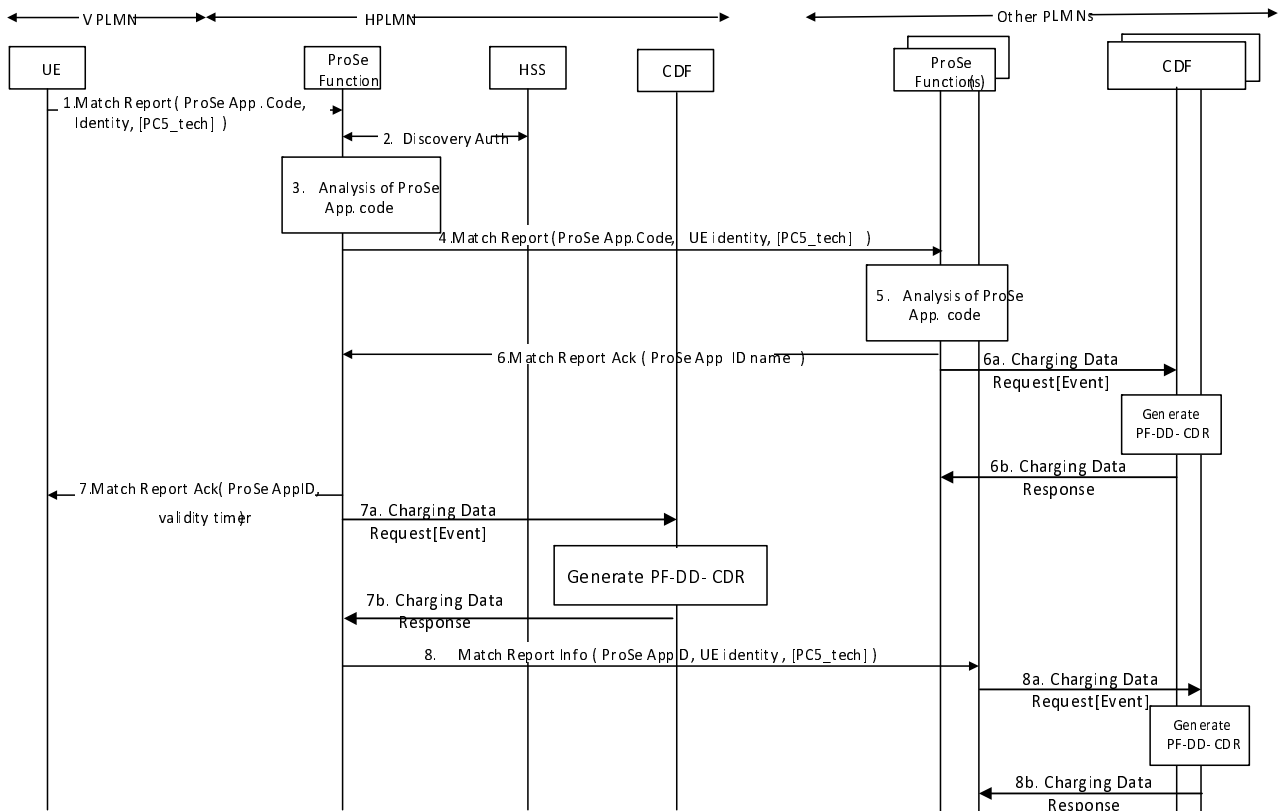 VPLMN
HPLMN
Other PLMNs
UE
ProSe
Function
HSS
CDF
ProSe
Function(s)
CDF
1.Match Report( ProSe App.Code,
Identity, [PC5_tech] )
2. Discovery Auth
3. Analysis of ProSe
App. code
4.Match Report(ProSe App.Code, UE identity, [PC5_tech] )
5. Analysis of ProSe
App. code
6.Match Report Ack ( ProSe App ID name )
6a. Charging Data
Request[Event]
Generate
PF-DD-CDR
6b. Charging Data
Response
7.Match Report Ack( ProSe AppID,
validity timer)
7a. Charging Data
Request[Event]
Generate PF-DD-CDR
7b. Charging Data
Response
8. Match Report Info ( ProSe AppID, UE identity, [PC5_tech] )
8a. Charging Data
Request[Event]
Generate
PF-DD-CDR
8b. Charging Data
Response